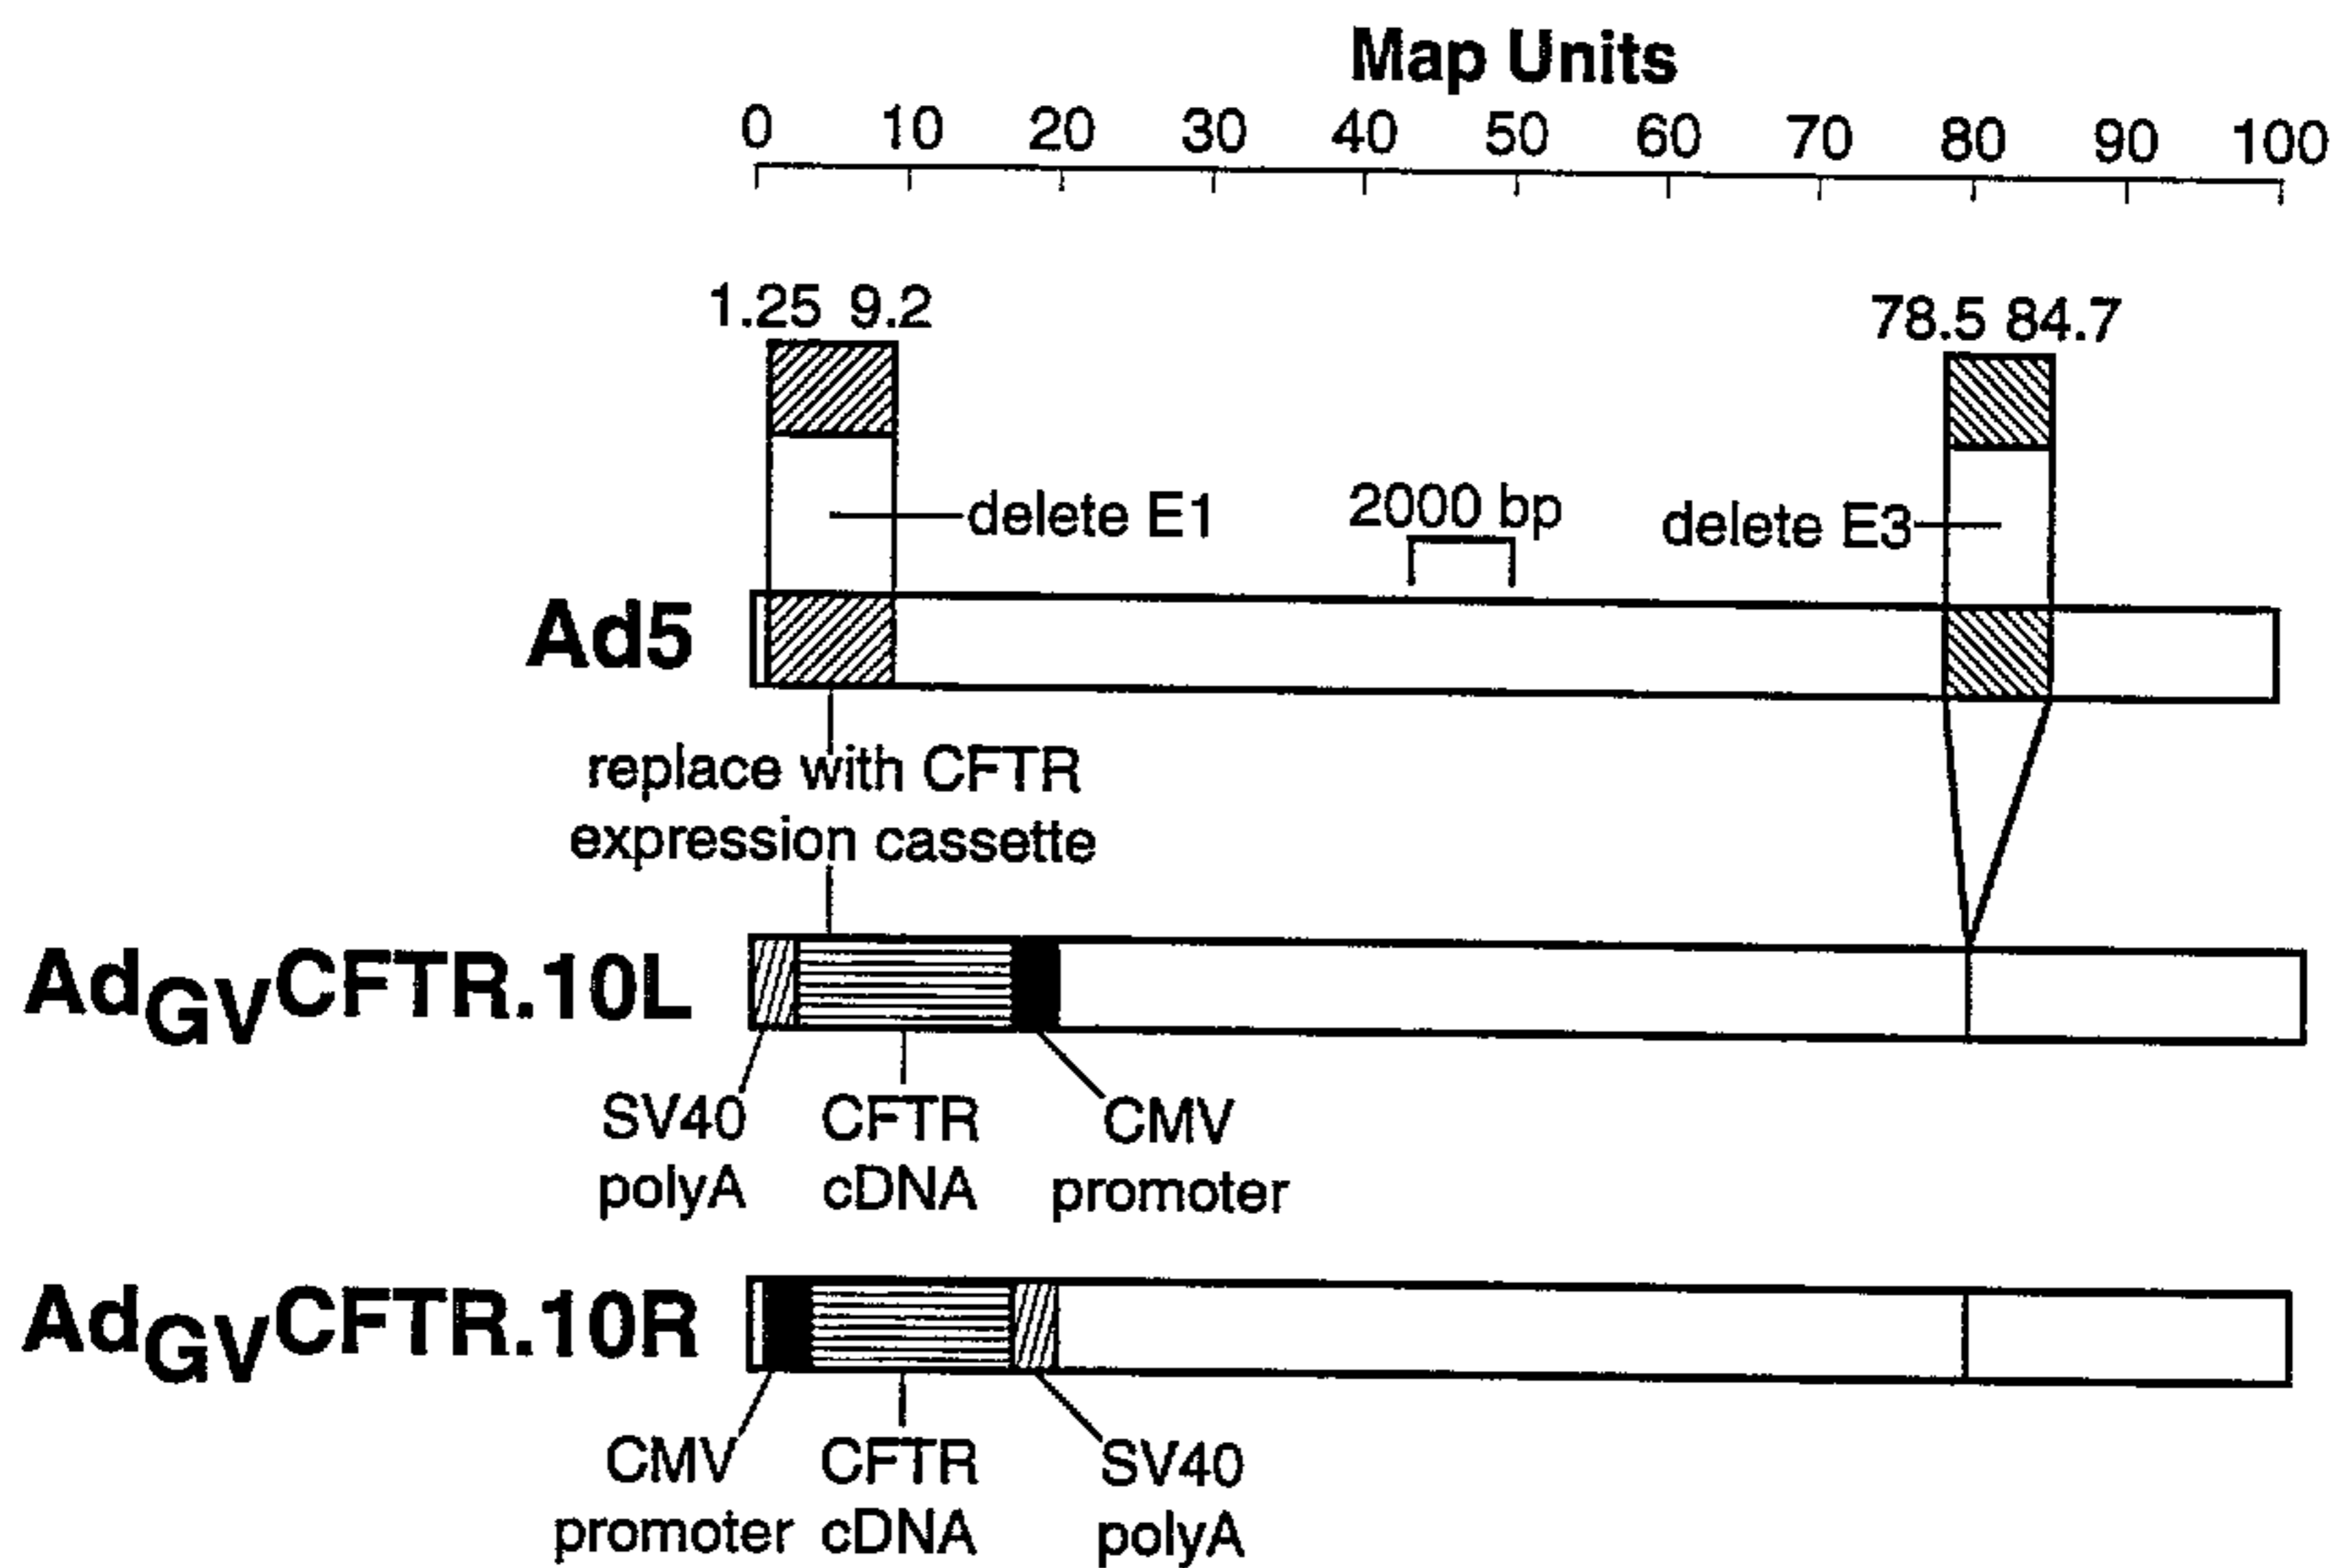 Map Units
0 10 20 30 40 50 60 70 80 90 100
1.25 9.2 78.5 84.7
delete E1 2000 bp delete E3
Ad5
replace with CFTR
expression cassette
AdGVCFTR.10L
SV40 CFTR CMV
polyA cDNA promoter
AdGVCFTR.10R
CMV CFTR SV40
promoter cDNA polyA